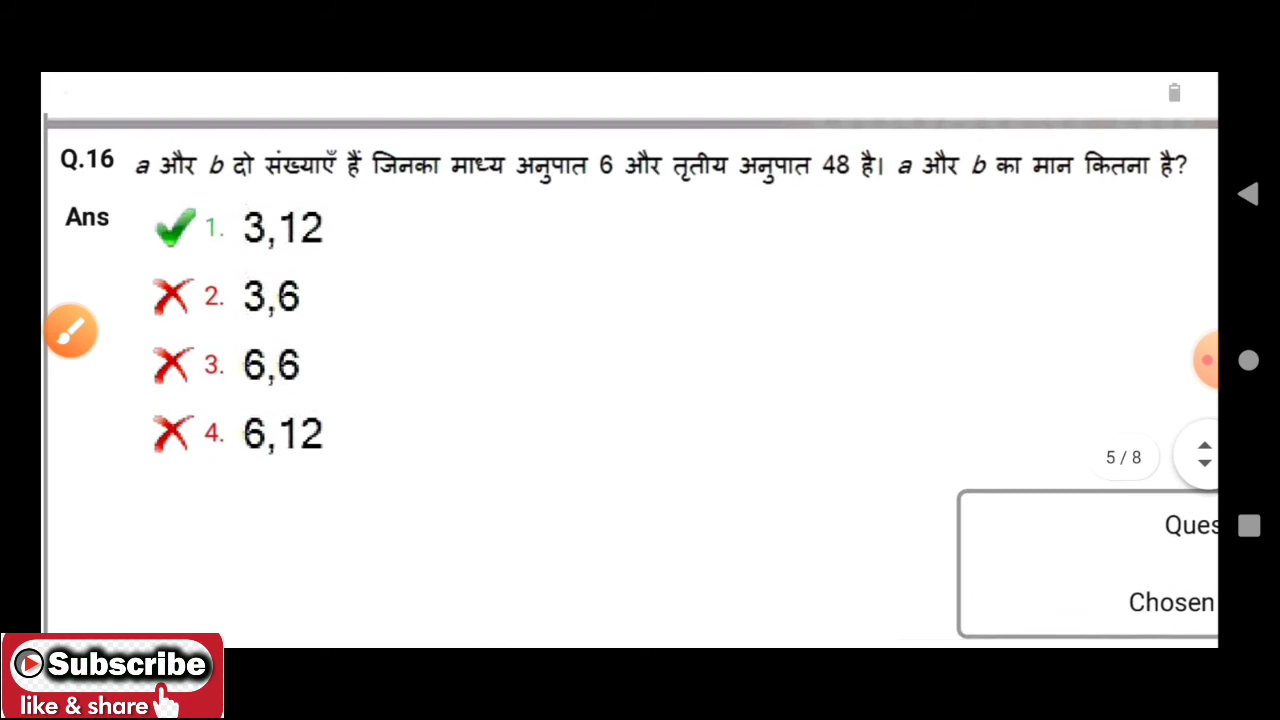 Q.16 a और b दो संख्याएँ हैं जिनका माध्य अनुपात 6 और तृतीय अनुपात 48 है। a और b का मान कितना है?
Ans 1. 3,12
2. 3,6
3. 6,6
4. 6,12
5 / 8
Ques
Chosen
Subscribe
like & share